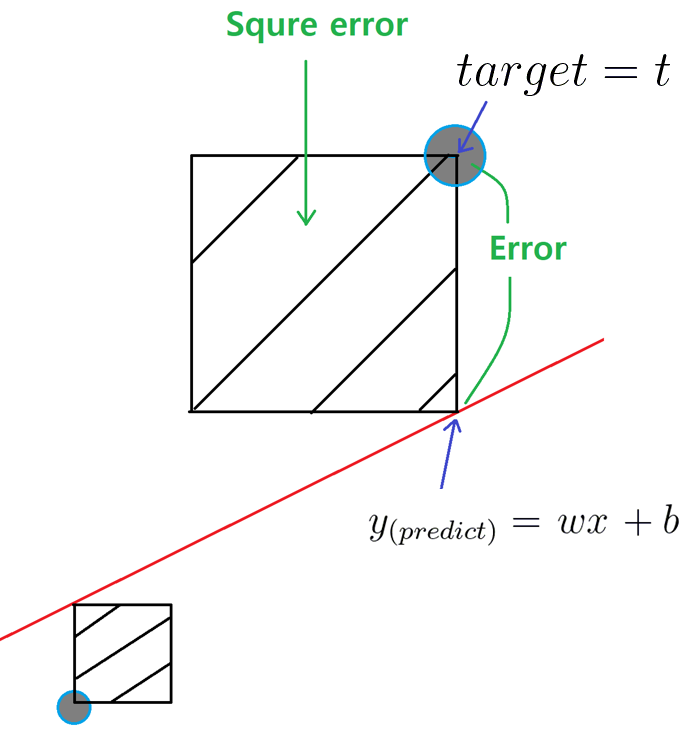 Squre error
target = t
Error
y(predict) = wx + b